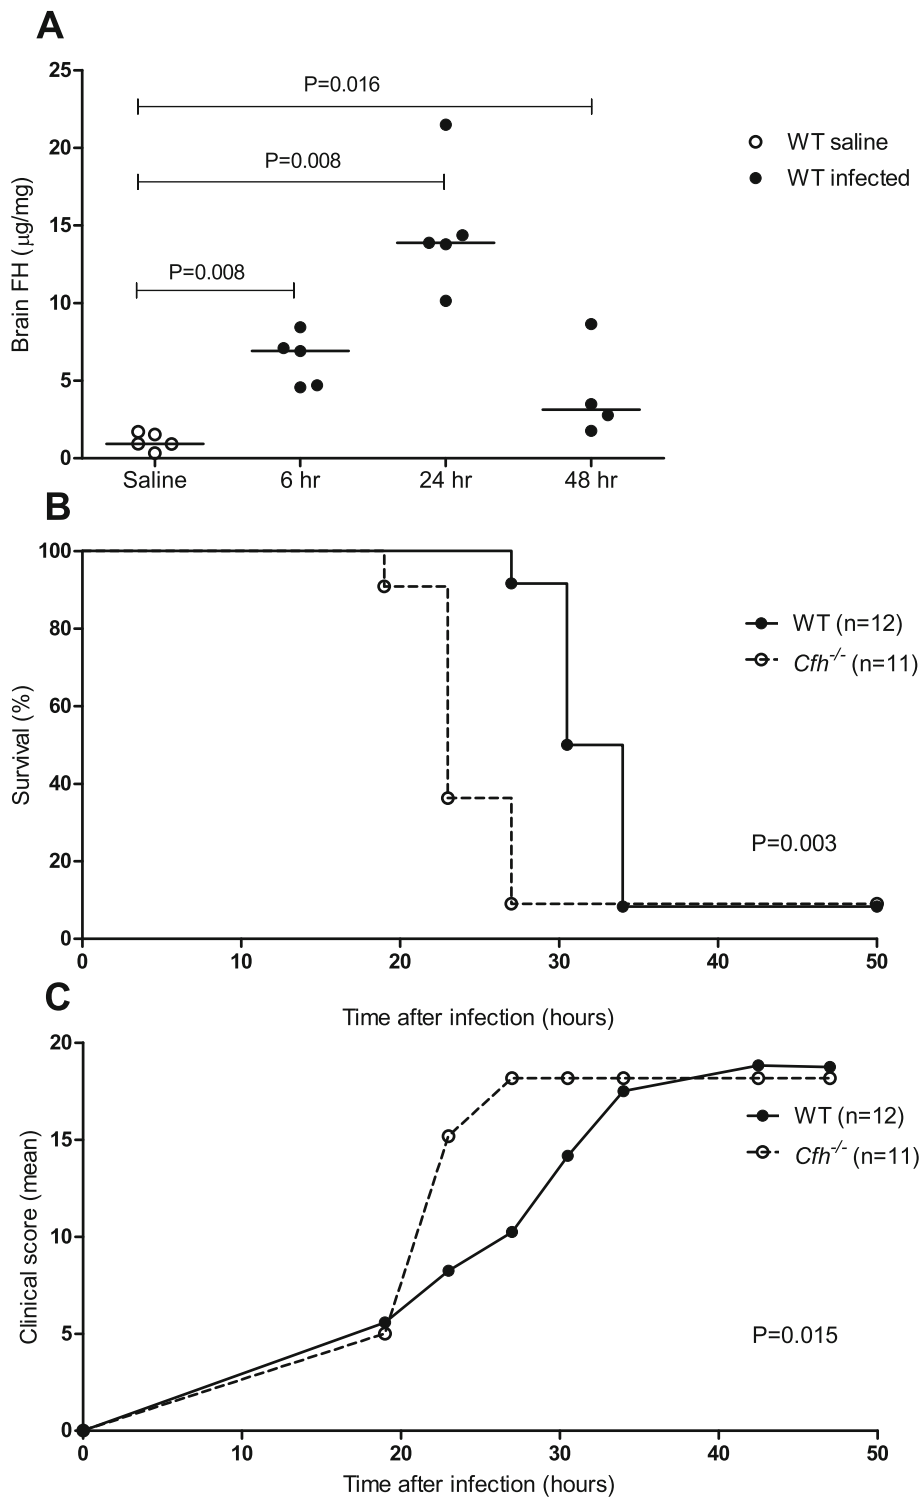 A
25
20
15
10
5
0
Brain FH (μg/mg)
P=0.016
P=0.008
P=0.008
WT saline
WT infected
Saline 6 hr 24 hr 48 hr
B
100
80
60
40
20
0
Survival (%)
WT (n=12)
Cfh-/- (n=11)
P=0.003
0 10 20 30 40 50
Time after infection (hours)
C
20
15
10
5
0
Clinical score (mean)
WT (n=12)
Cfh-/- (n=11)
P=0.015
0 10 20 30 40 50
Time after infection (hours)